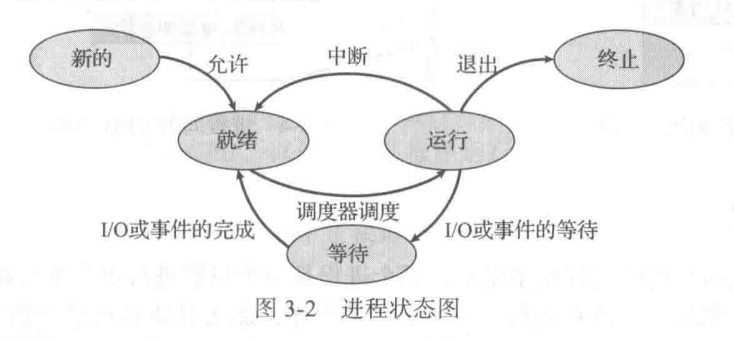 新的
允许
中断
退出
终止
就绪
运行
调度器调度
I/O或事件的完成
I/O或事件的等待
等待
图 3-2 进程状态图